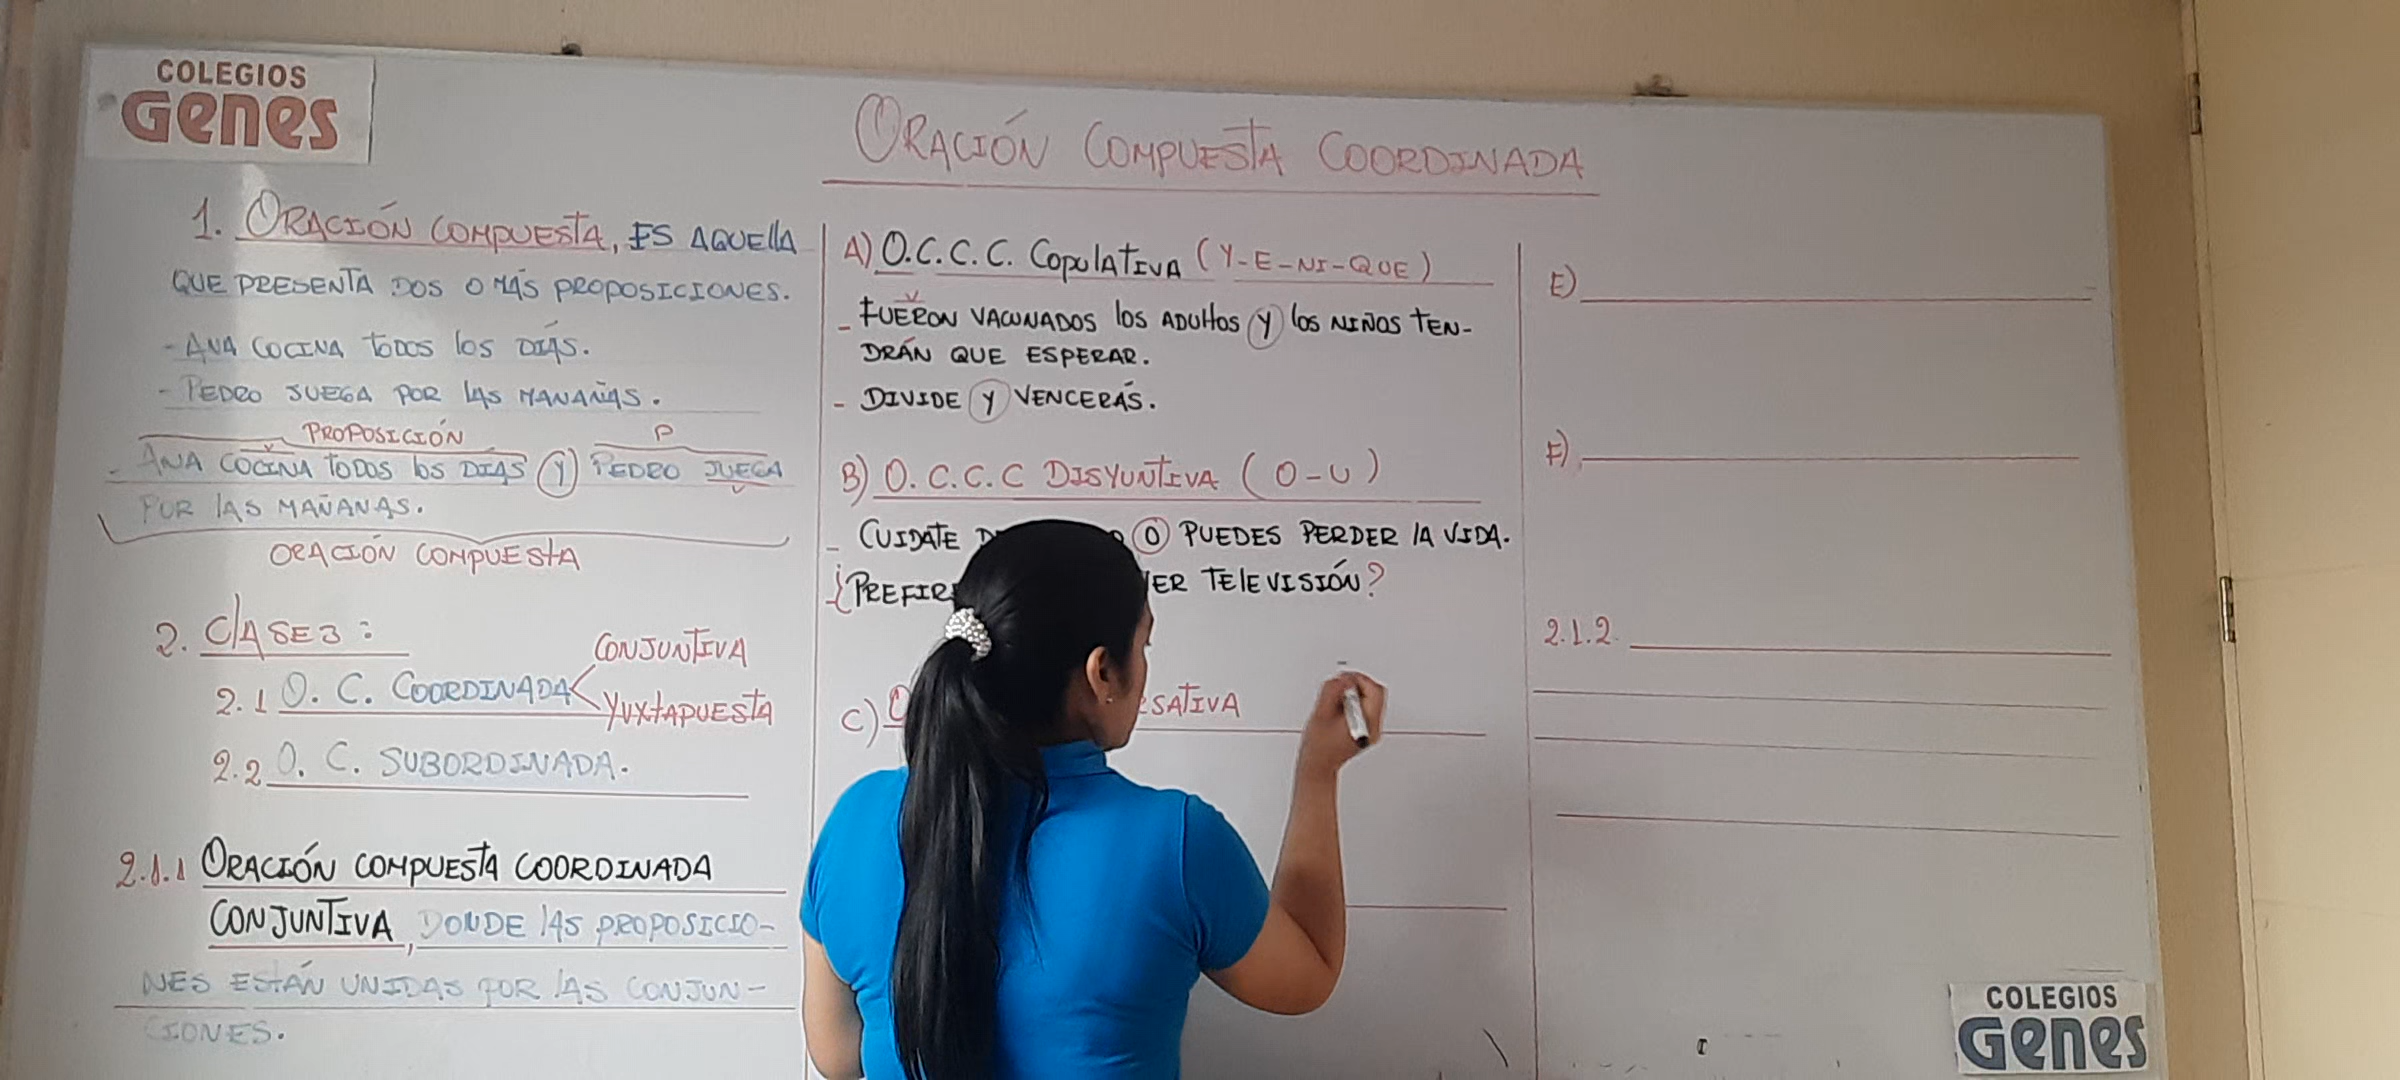 COLEGIOS
Genes
ORACIÓN COMPUESTA COORDINADA
1. ORACIÓN COMPUESTA, ES AQUELLA
QUE PRESENTA DOS O MÁS PROPOSICIONES.
- ANA COCINA TODOS LOS DÍAS.
- PEDRO JUEGA POR LAS MAÑANAS.
PROPOSICIÓN P
- ANA COCINA TODOS LOS DÍAS Y PEDRO JUEGA
V V
POR LAS MAÑANAS.
ORACIÓN COMPUESTA
2. CLASES:
CONJUNTIVA
2.1 O. C. COORDINADA
YUXTAPUESTA
2.2 O. C. SUBORDINADA.
2.1.1 ORACIÓN COMPUESTA COORDINADA
CONJUNTIVA, DONDE LAS PROPOSICIO-
NES ESTÁN UNIDAS POR LAS CONJUN-
CIONES.
A) O.C.C.C. COPULATIVA (Y-E-NI-QUE)
V
- FUERON VACUNADOS LOS ADULTOS Y LOS NIÑOS TEN-
DRÁN QUE ESPERAR.
- DIVIDE Y VENCERÁS.
B) O.C.C.C DISYUNTIVA (O-U)
- CUIDATE O PUEDES PERDER LA VIDA.
- ¿PREFIR ER TELEVISIÓN?
C) SATIVA
E)
F)
2.1.2.
COLEGIOS
Genes